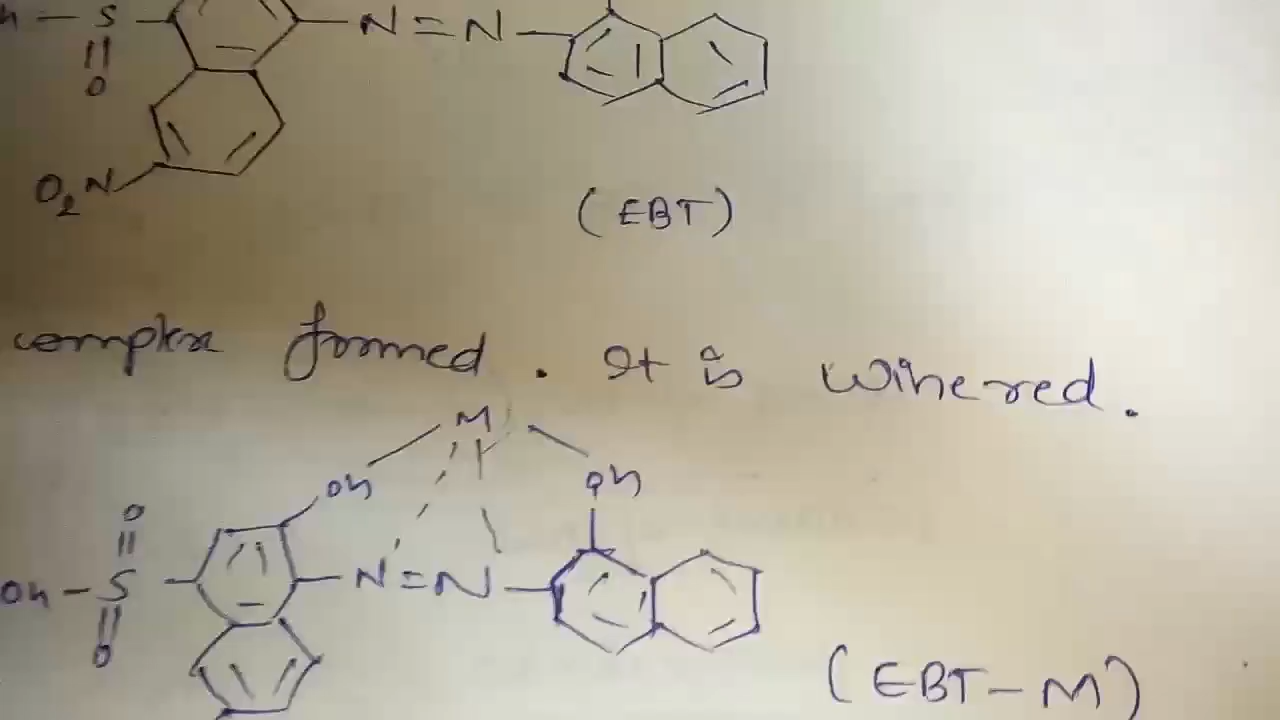 S N=N
O
O2N
(EBT)
complex formed. It is wine red.
M
OH OH
O
OH-S N=N
O
(EBT-M)